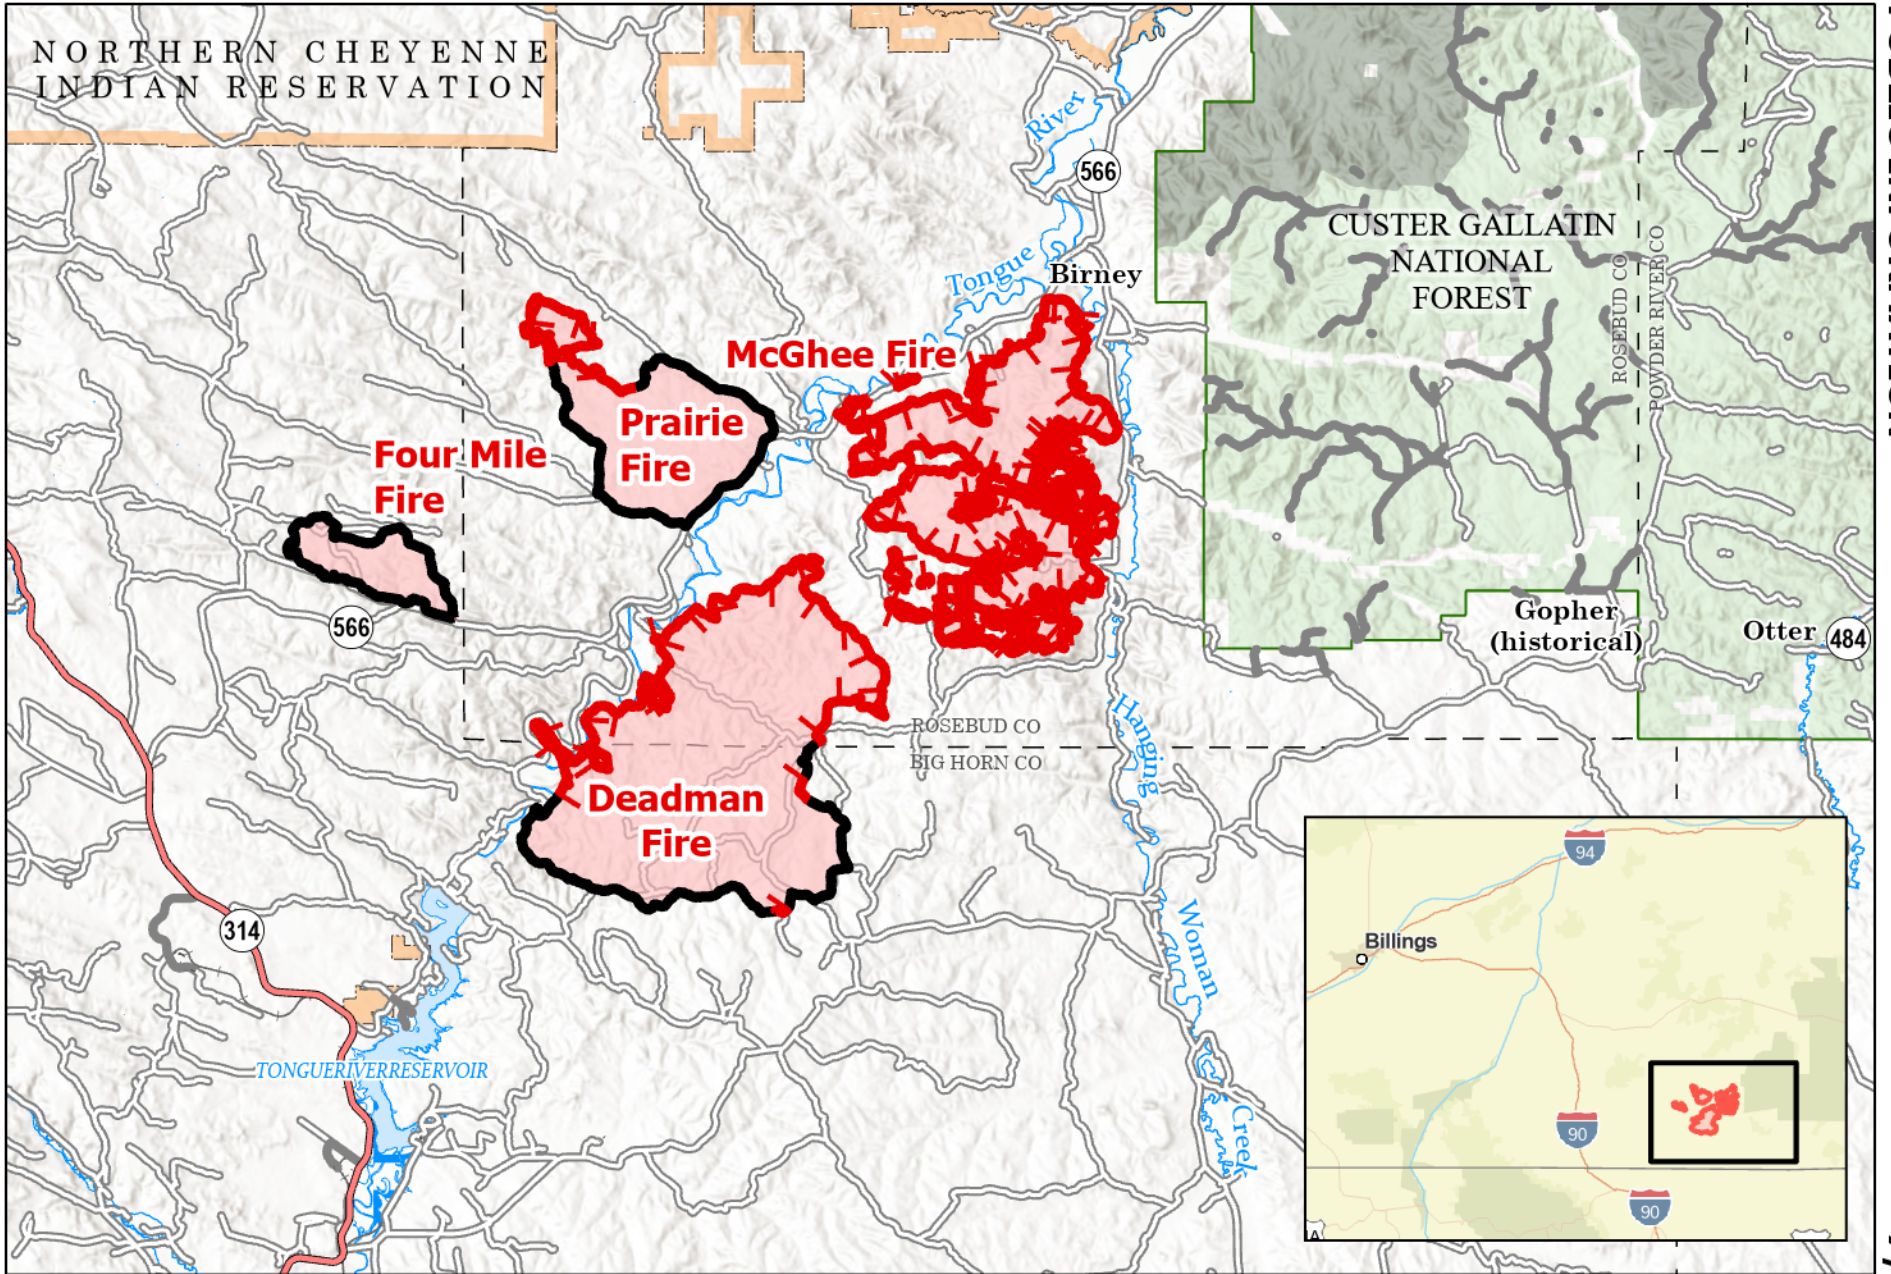 NORTHERN CHEYENNE
INDIAN RESERVATION
River
566
CUSTER GALLATIN
NATIONAL
FOREST
ROSEBUD CO
POWDER RIVER CO
Tongue
Birney
McGhee Fire
Prairie
Fire
Four Mile
Fire
566
Gopher
(historical)
Otter
484
Hanging
ROSEBUD CO
BIG HORN CO
Deadman
Fire
314
Woman
TONGUERIVERRESERVOIR
Creek
94
Billings
90
90